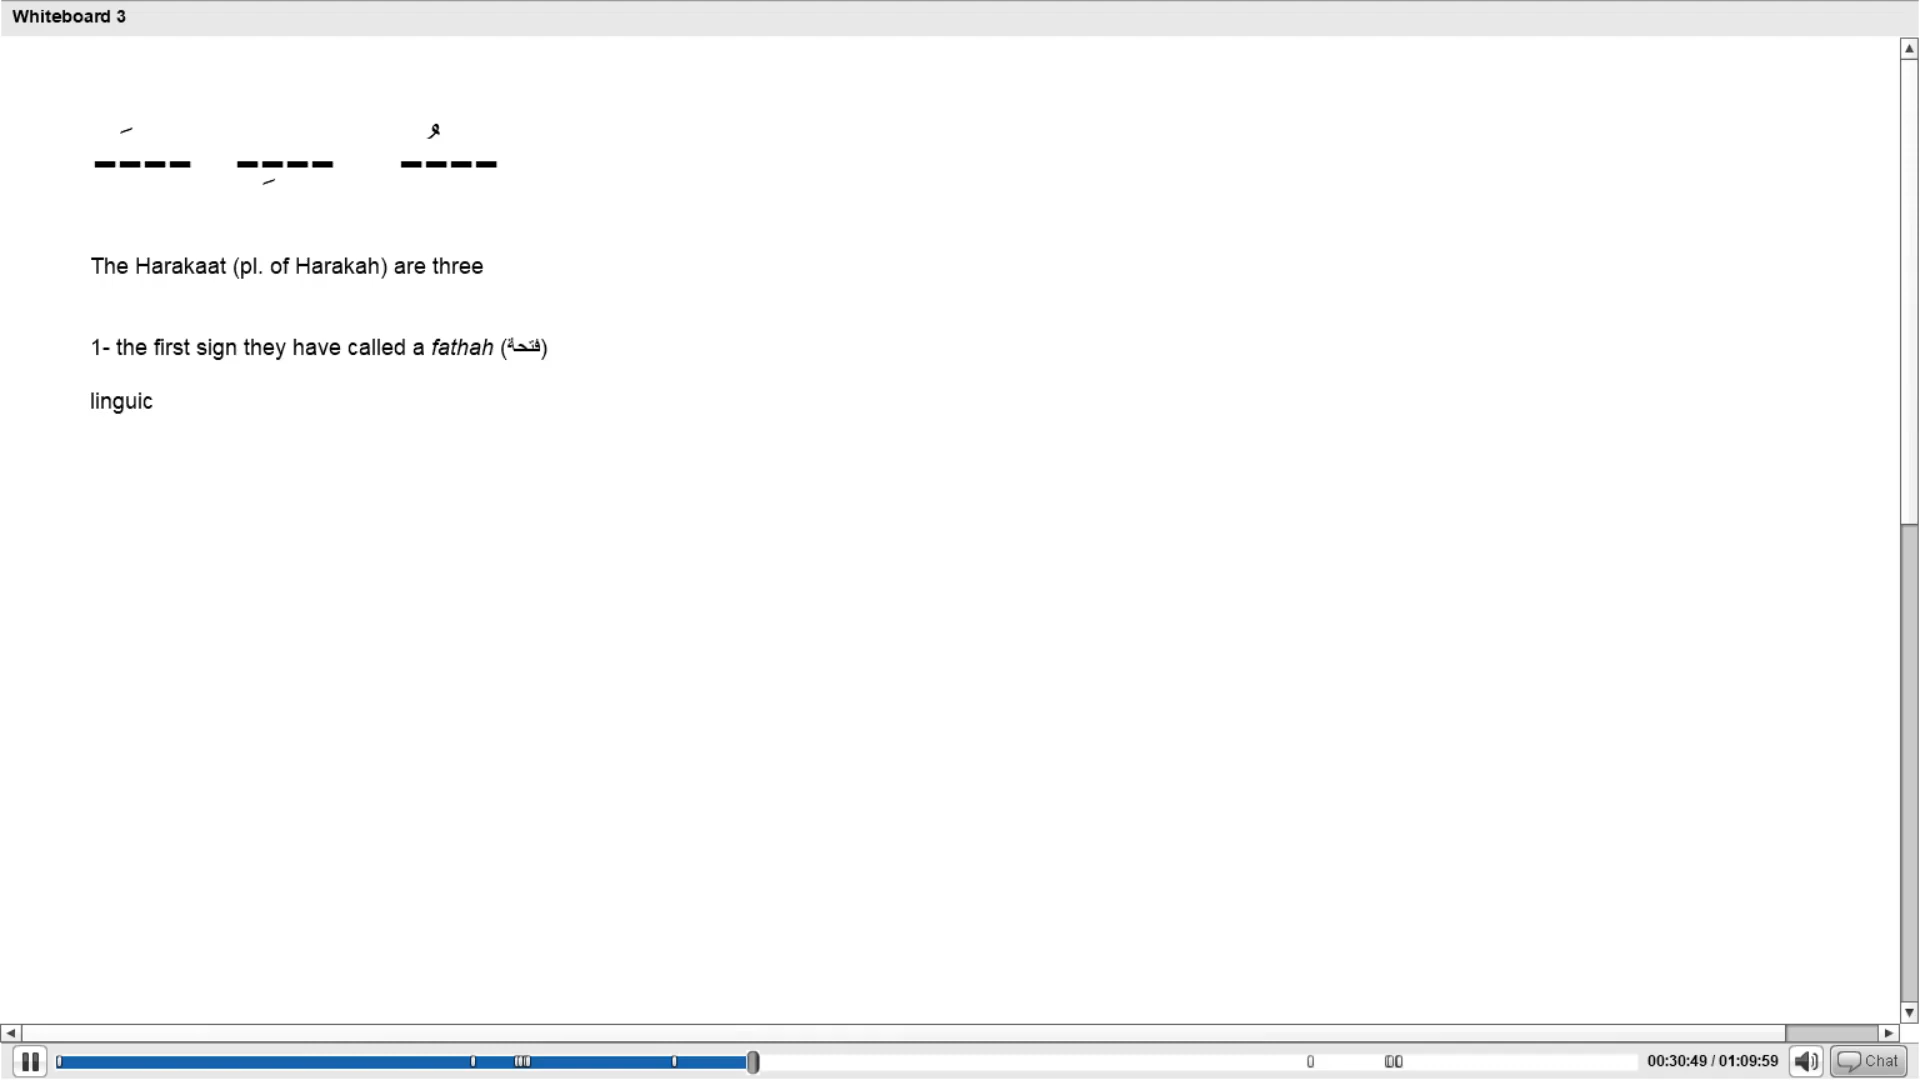 Whiteboard 3
ـَ ---- ---- ـِ ---- ـُ
The Harakaat (pl. of Harakah) are three
1- the first sign they have called a fathah (فتحة)
linguic
00:30:49 / 01:09:59
Chat